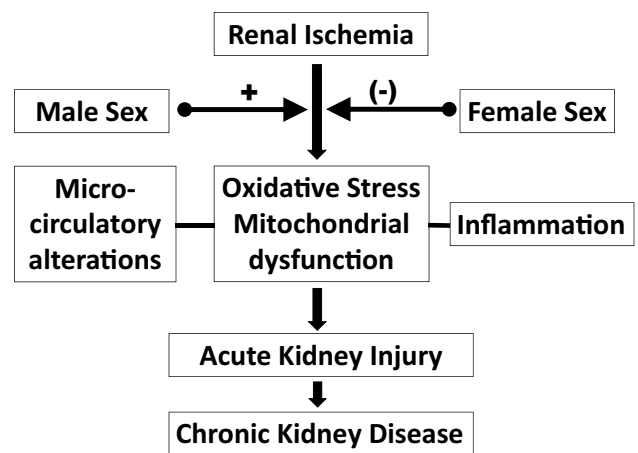 Renal Ischemia
+
(-)
Male Sex
Female Sex
Micro-
circulatory
alterations
Oxidative Stress
Mitochondrial
dysfunction
Inflammation
Acute Kidney Injury
Chronic Kidney Disease